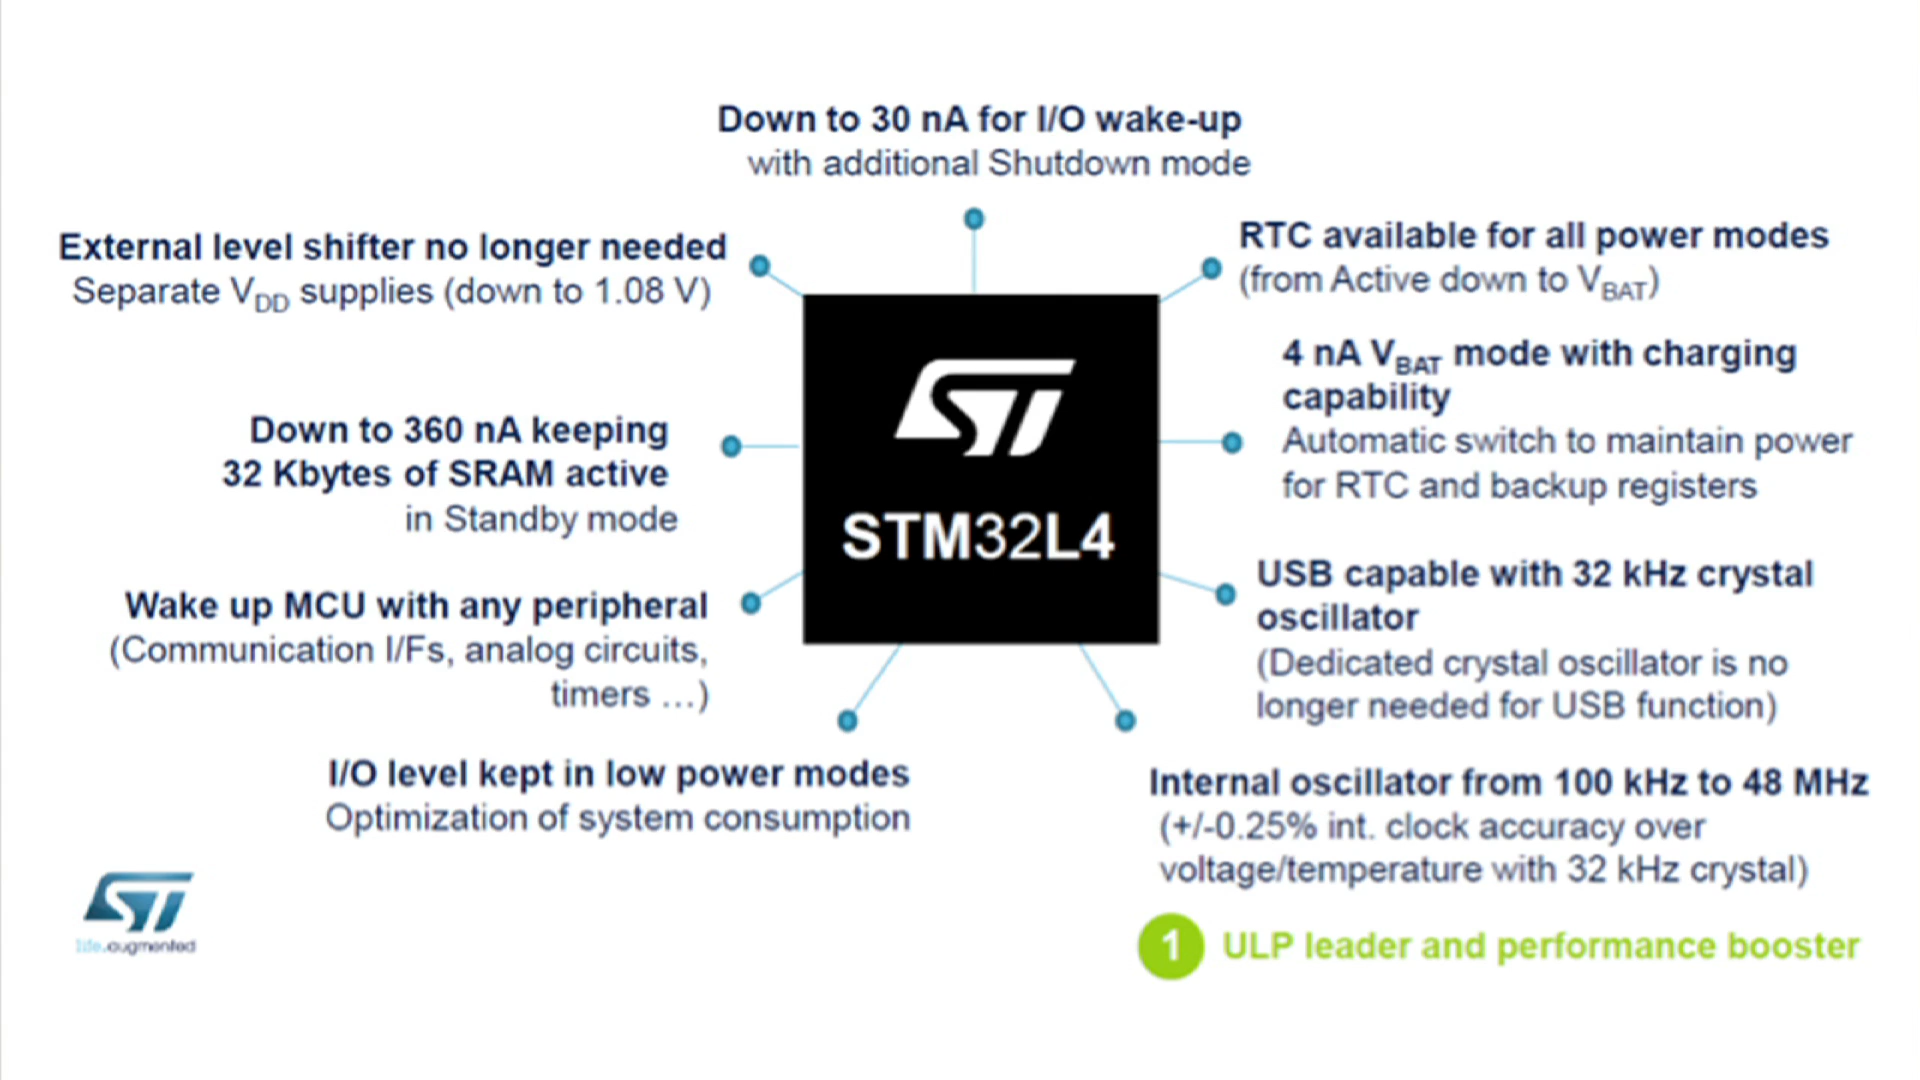 Down to 30 nA for I/O wake-up
with additional Shutdown mode
External level shifter no longer needed
Separate VDD supplies (down to 1.08 V)
RTC available for all power modes
(from Active down to VBAT)
4 nA VBAT mode with charging
capability
Automatic switch to maintain power
for RTC and backup registers
Down to 360 nA keeping
32 Kbytes of SRAM active
in Standby mode
ST
STM32L4
Wake up MCU with any peripheral
(Communication I/Fs, analog circuits,
timers ...)
USB capable with 32 kHz crystal
oscillator
(Dedicated crystal oscillator is no
longer needed for USB function)
I/O level kept in low power modes
Optimization of system consumption
Internal oscillator from 100 kHz to 48 MHz
(+/-0.25% int. clock accuracy over
voltage/temperature with 32 kHz crystal)
ST
life.augmented
1 ULP leader and performance booster